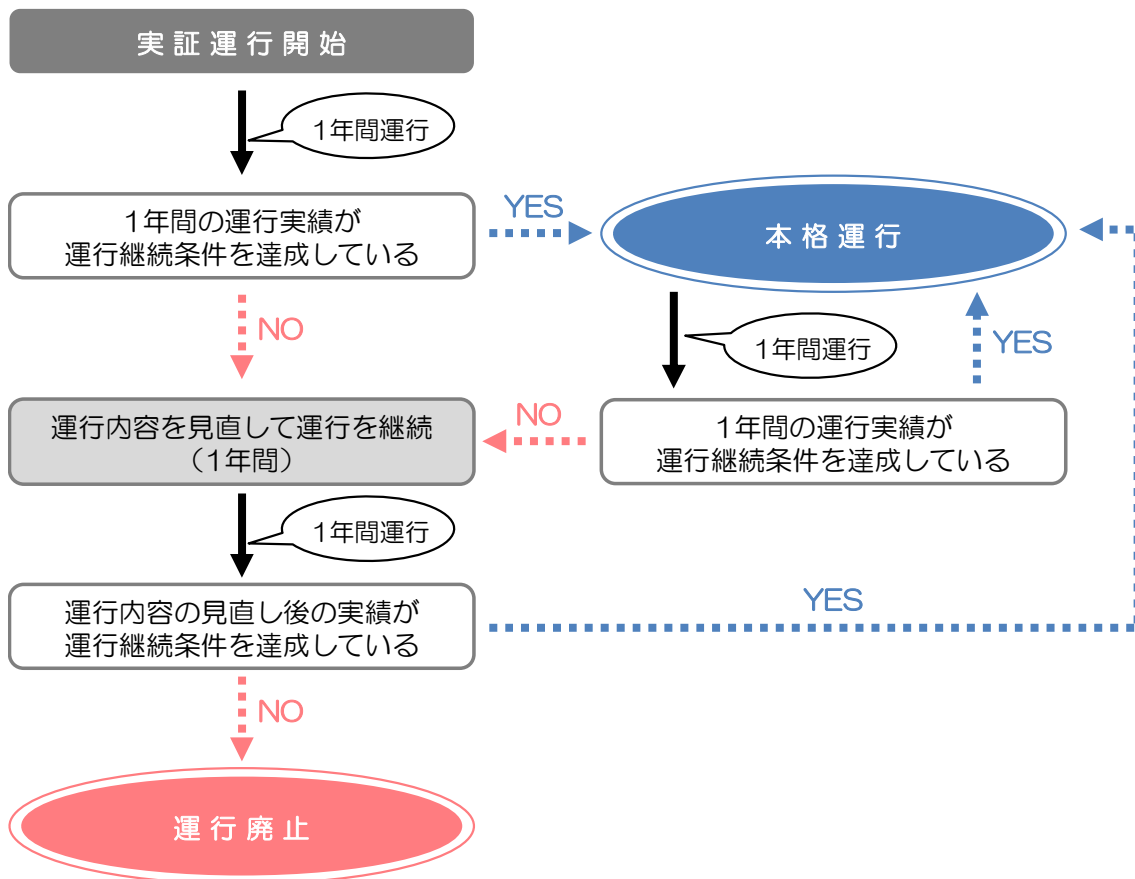 実証運行開始
1年間運行
1年間の運行実績が
運行継続条件を達成している
YES
本格運行
NO
1年間運行
YES
運行内容を見直して運行を継続
(1年間)
NO
1年間の運行実績が
運行継続条件を達成している
1年間運行
運行内容の見直し後の実績が
運行継続条件を達成している
YES
NO
運行廃止